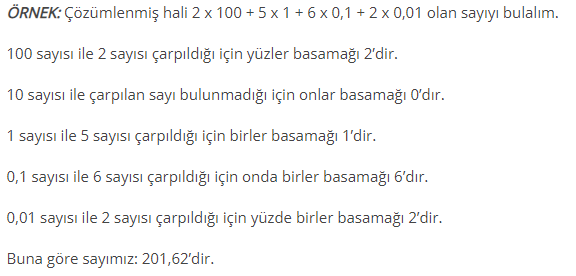 ÖRNEK: Çözümlenmiş hali 2 x 100 + 5 x 1 + 6 x 0,1 + 2 x 0,01 olan sayıyı bulalım.
100 sayısı ile 2 sayısı çarpıldığı için yüzler basamağı 2’dir.
10 sayısı ile çarpılan sayı bulunmadığı için onlar basamağı 0’dır.
1 sayısı ile 5 sayısı çarpıldığı için birler basamağı 1’dir.
0,1 sayısı ile 6 sayısı çarpıldığı için onda birler basamağı 6’dır.
0,01 sayısı ile 2 sayısı çarpıldığı için yüzde birler basamağı 2’dir.
Buna göre sayımız: 201,62’dir.